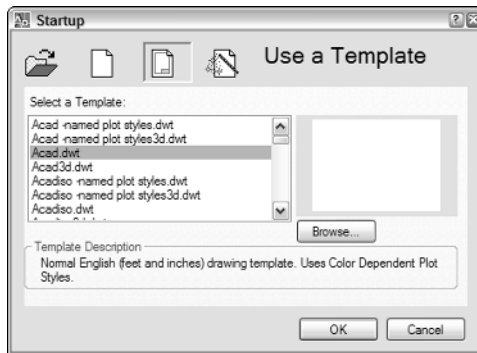 Startup
Use a Template
Select a Template:
Acad -named plot styles.dwt
Acad -named plot styles3d.dwt
Acad.dwt
Acad3d.dwt
Acadiso -named plot styles.dwt
Acadiso -named plot styles3d.dwt
Acadiso.dwt
Browse...
Template Description
Normal English (feet and inches) drawing template. Uses Color Dependent Plot
Styles.
OK
Cancel